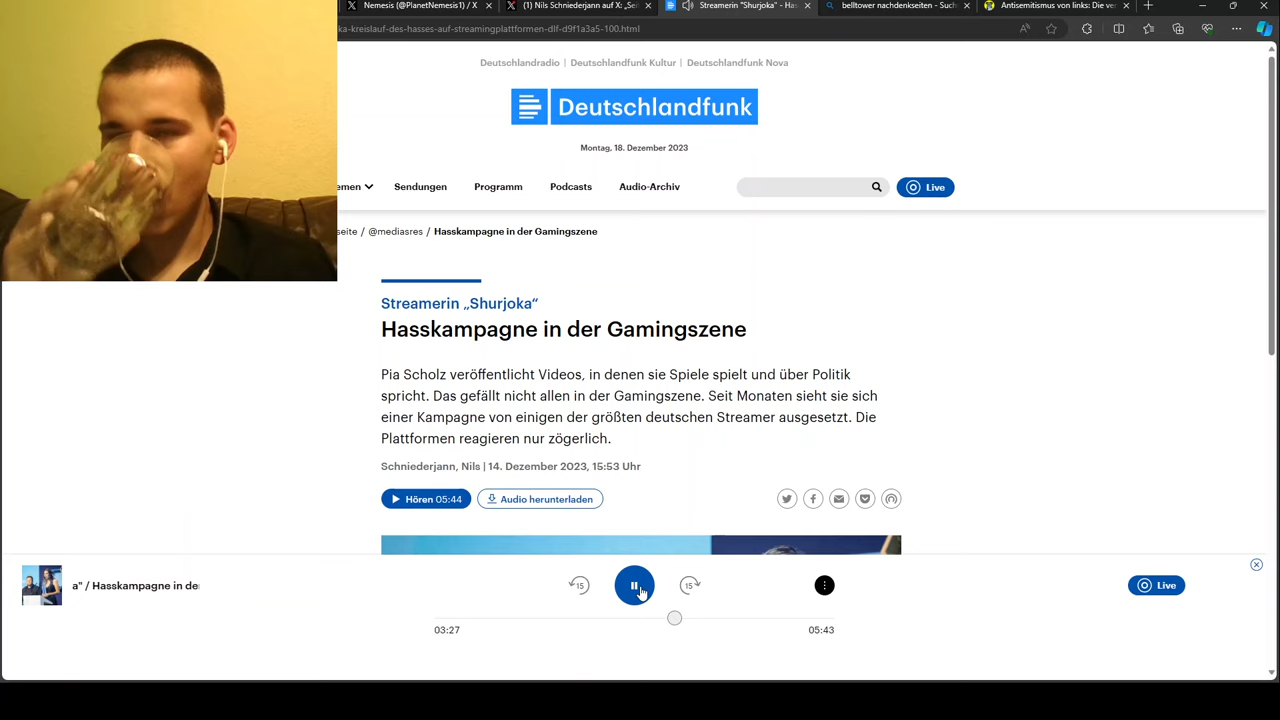 Nemesis (@PlanetNemesis1) / X
(1) Nils Schniederjann auf X: „Sei
Streamerin "Shurjoka" - Has
belltower nachdenkseiten - Such
Antisemitismus von links: Die ve
ka-kreislauf-des-hasses-auf-streamingplattformen-dlf-d9f1a3a5-100.html
Deutschlandradio | Deutschlandfunk Kultur | Deutschlandfunk Nova
Deutschlandfunk
Montag, 18. Dezember 2023
emen Sendungen Programm Podcasts Audio-Archiv Live
seite / @mediasres / Hasskampagne in der Gamingszene
Streamerin „Shurjoka“
Hasskampagne in der Gamingszene
Pia Scholz veröffentlicht Videos, in denen sie Spiele spielt und über Politik
spricht. Das gefällt nicht allen in der Gamingszene. Seit Monaten sieht sie sich
einer Kampagne von einigen der größten deutschen Streamer ausgesetzt. Die
Plattformen reagieren nur zögerlich.
Schniederjann, Nils | 14. Dezember 2023, 15:53 Uhr
Hören 05:44 Audio herunterladen
a" / Hasskampagne in de
15 15 Live
03:27 05:43